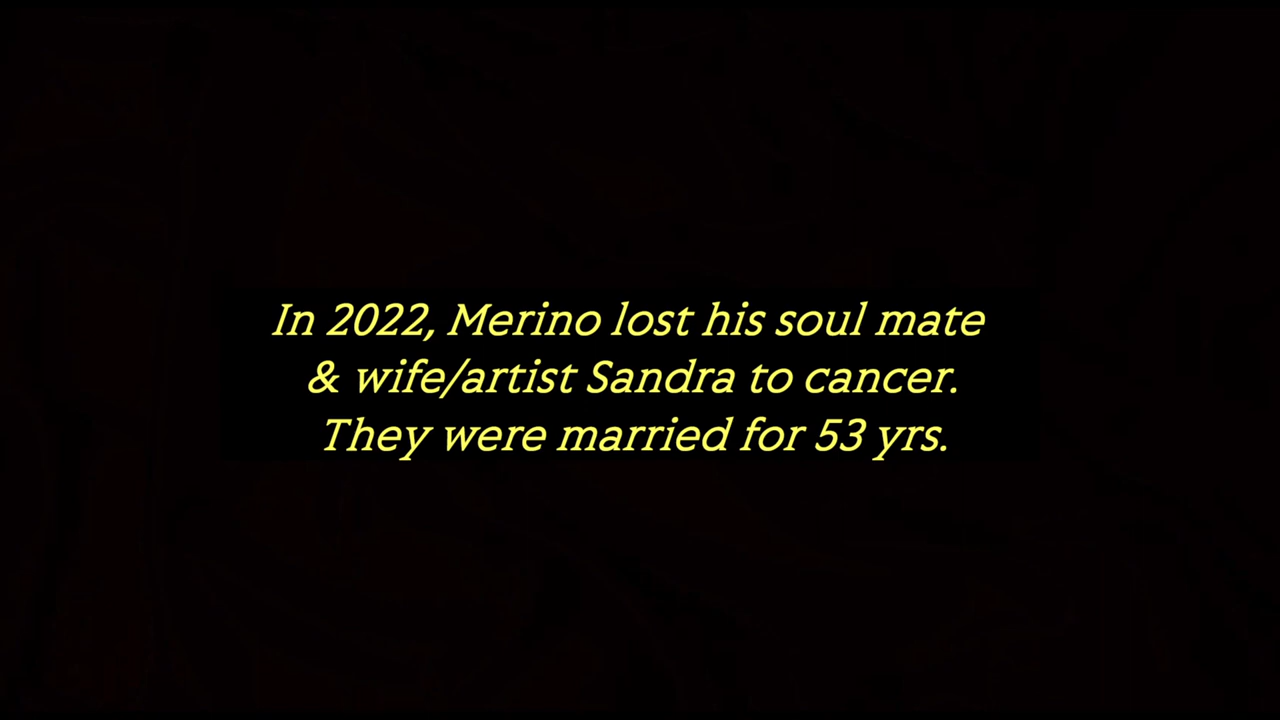 In 2022, Merino lost his soul mate
& wife/artist Sandra to cancer.
They were married for 53 yrs.